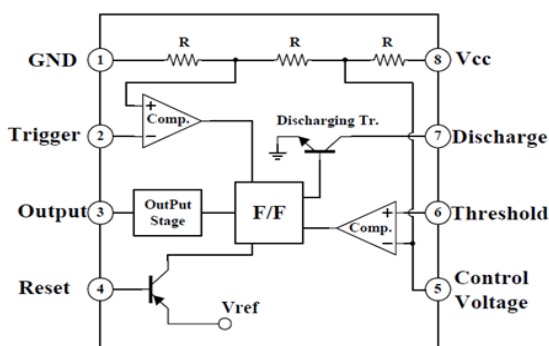 R R R
GND 1 8 Vcc
+
Comp.
−
Trigger 2
Discharging Tr.
7 Discharge
Output 3
OutPut
Stage
F/F
+
Comp.
−
6 Threshold
Reset 4
Vref
5 Control
Voltage